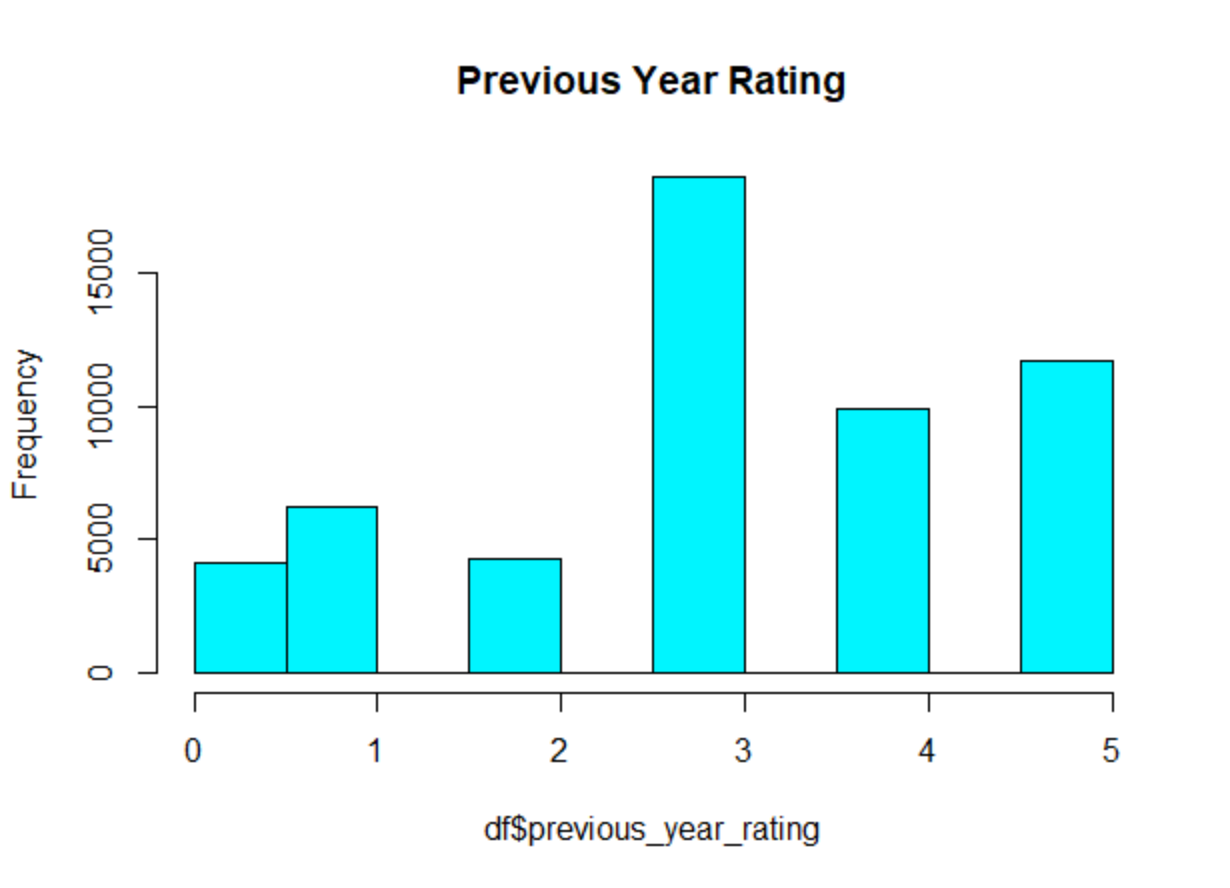 Previous Year Rating
Frequency
15000
10000
5000
0
0 1 2 3 4 5
df$previous_year_rating